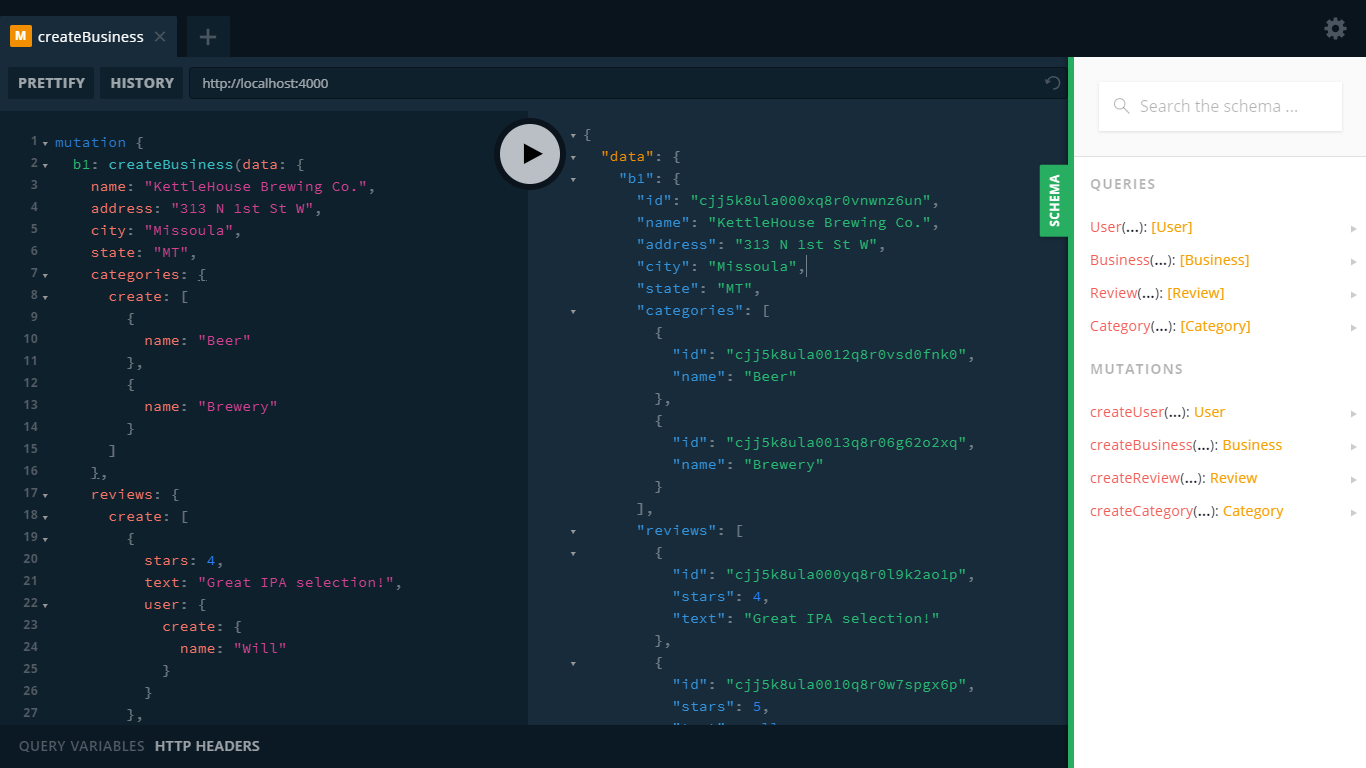 M createBusiness
PRETTIFY HISTORY http://localhost:4000
1 mutation {
2 b1: createBusiness(data: {
3 name: "KettleHouse Brewing Co.",
4 address: "313 N 1st St W",
5 city: "Missoula",
6 state: "MT",
7 categories: {
8 create: [
9 {
10 name: "Beer"
11 },
12 {
13 name: "Brewery"
14 }
15 ]
16 },
17 reviews: {
18 create: [
19 {
20 stars: 4,
21 text: "Great IPA selection!",
22 user: {
23 create: {
24 name: "Will"
25 }
26 }
27 },
QUERY VARIABLES HTTP HEADERS
{
"data": {
"b1": {
"id": "cjj5k8ula000xq8r0vnwnz6un",
"name": "KettleHouse Brewing Co.",
"address": "313 N 1st St W",
"city": "Missoula",
"state": "MT",
"categories": [
{
"id": "cjj5k8ula0012q8r0vsd0fnk0",
"name": "Beer"
},
{
"id": "cjj5k8ula0013q8r06g62o2xq",
"name": "Brewery"
}
],
"reviews": [
{
"id": "cjj5k8ula000yq8r0l9k2ao1p",
"stars": 4,
"text": "Great IPA selection!"
},
{
"id": "cjj5k8ula0010q8r0w7spgx6p",
"stars": 5,
SCHEMA
Search the schema ...
QUERIES
User(...): [User]
Business(...): [Business]
Review(...): [Review]
Category(...): [Category]
MUTATIONS
createUser(...): User
createBusiness(...): Business
createReview(...): Review
createCategory(...): Category